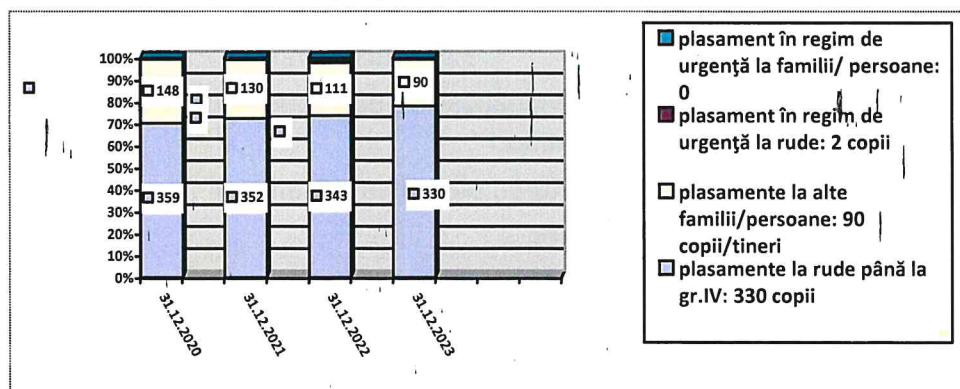 100%
90%
80%
70%
60%
50%
40%
30%
20%
10%
0%
148
130
111
90
359
352
343
330
31.12.2020
31.12.2021
31.12.2022
31.12.2023
plasament în regim de
urgență la familii/ persoane:
0
plasament în regim de
urgență la rude: 2 copii
plasamente la alte
familii/persoane: 90
copii/tineri
plasamente la rude până la
gr.IV: 330 copii